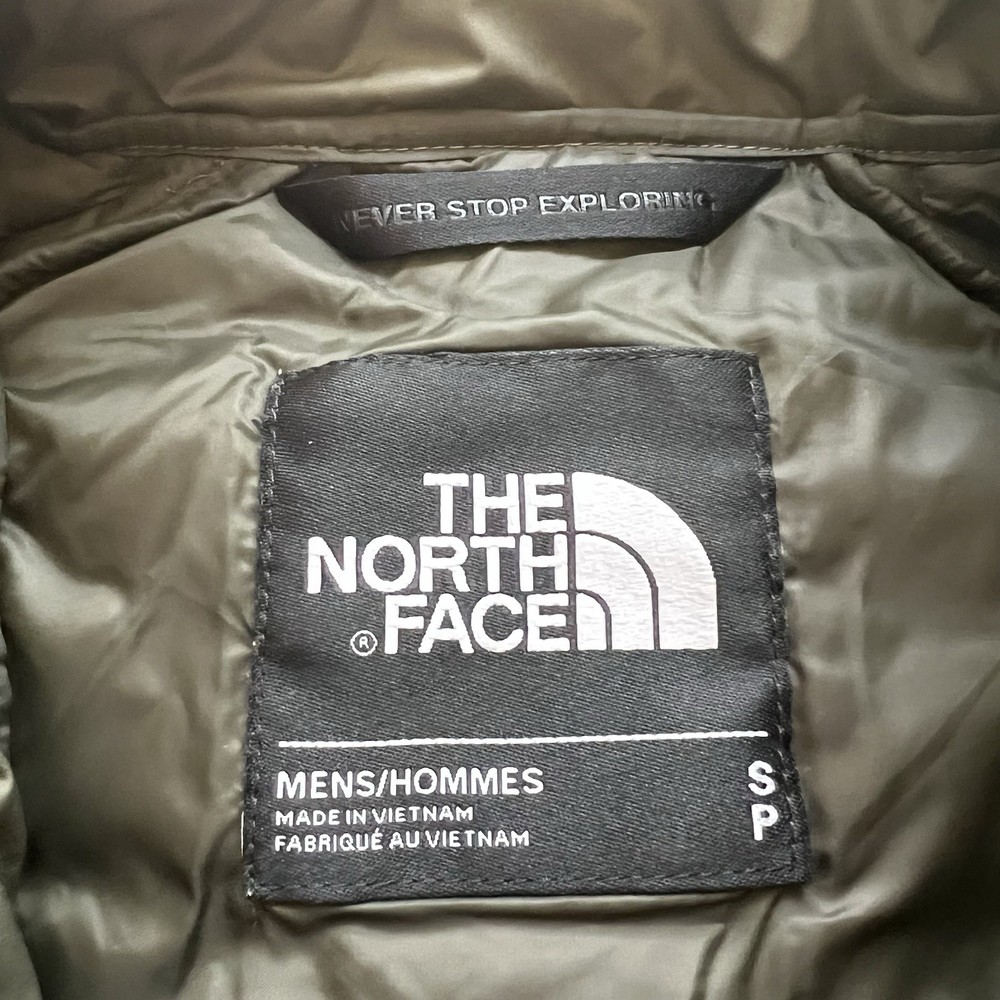 NEVER STOP EXPLORING
THE
NORTH
® FACE
MENS/HOMMES
MADE IN VIETNAM
FABRIQUÉ AU VIETNAM
S
P